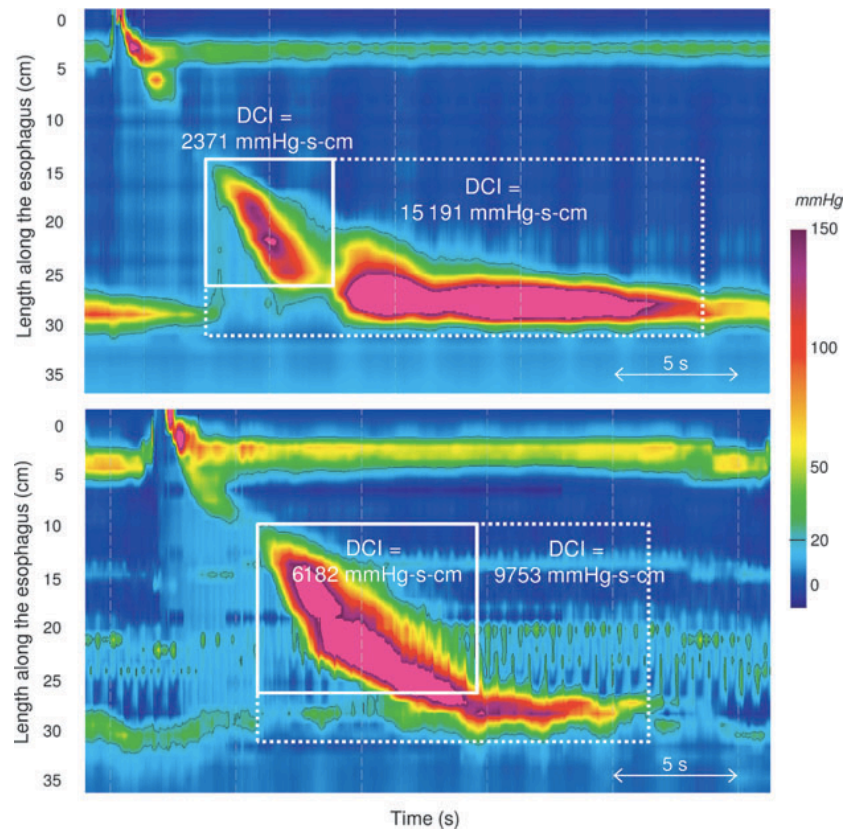 0
5
10
15
20
25
30
35
Length along the esophagus (cm)
DCI =
2371 mmHg-s-cm
DCI =
15 191 mmHg-s-cm
5 s
mmHg
150
100
50
20
0
0
5
10
15
20
25
30
35
Length along the esophagus (cm)
DCI =
6182 mmHg-s-cm
DCI =
9753 mmHg-s-cm
5 s
Time (s)